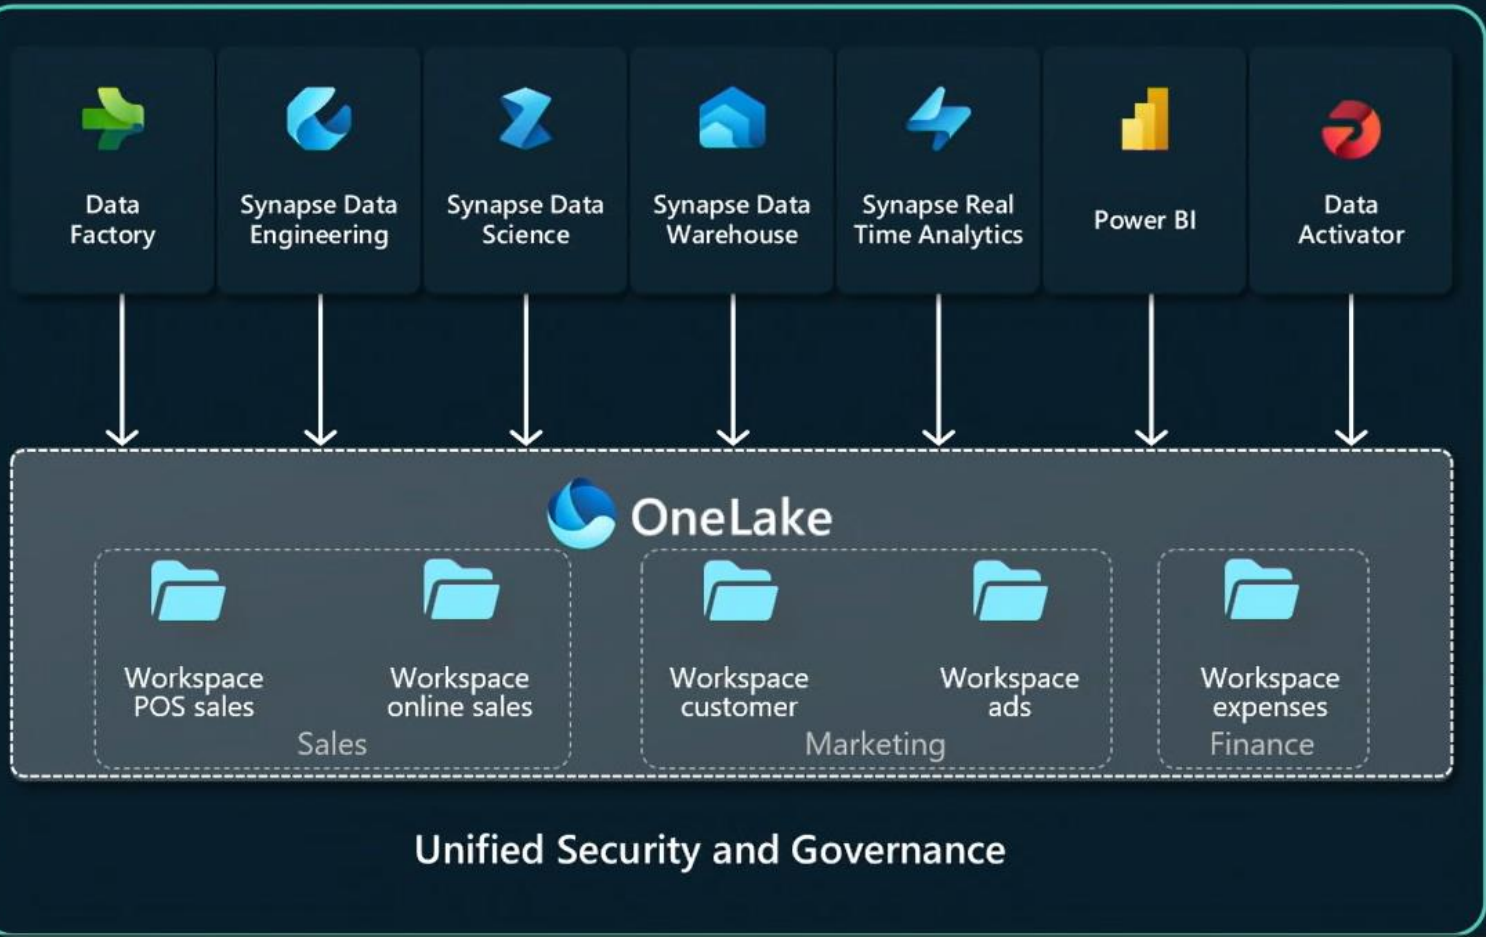 Data
Factory
Synapse Data
Engineering
Synapse Data
Science
Synapse Data
Warehouse
Synapse Real
Time Analytics
Power BI
Data
Activator
OneLake
Workspace
POS sales
Workspace
online sales
Sales
Workspace
customer
Workspace
ads
Marketing
Workspace
expenses
Finance
Unified Security and Governance